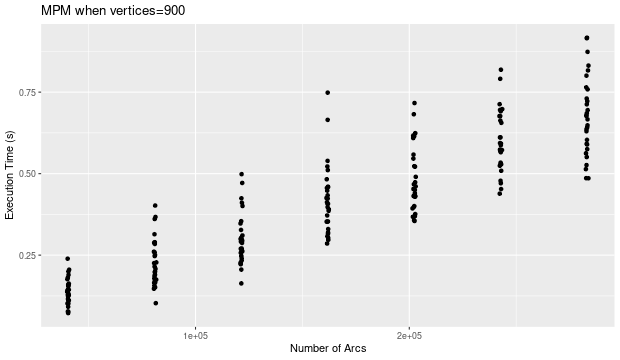 MPM when vertices=900
Execution Time (s)
0.75
0.50
0.25
1e+05
2e+05
Number of Arcs